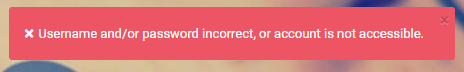 ✖ Username and/or password incorrect, or account is not accessible.